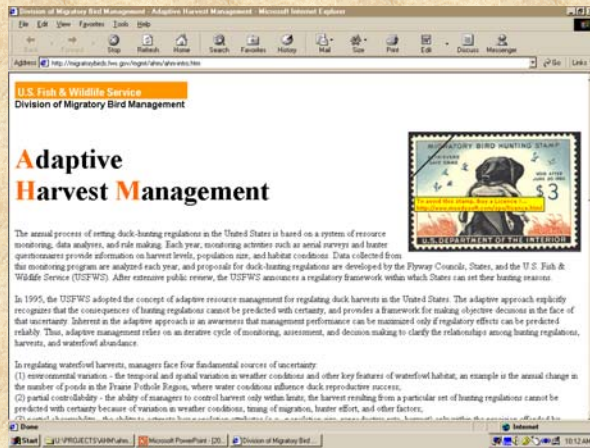 Division of Migratory Bird Management - Adaptive Harvest Management - Microsoft Internet Explorer
File Edit View Favorites Tools Help
Back Forward Stop Refresh Home Search Favorites History Mail Size Print Edit Discuss Messenger
Address http://migratorybirds.fws.gov/mgmt/ahm/ahm-intro.htm Go Links
U.S. Fish & Wildlife Service
Division of Migratory Bird Management
Adaptive
Harvest Management
MIGRATORY BIRD HUNTING STAMP
$3
To avoid this stamp, Buy a Licence !...
U.S. DEPARTMENT OF THE INTERIOR
The annual process of setting duck-hunting regulations in the United States is based on a system of resource
monitoring, data analyses, and rule making. Each year, monitoring activities such as aerial surveys and hunter
questionnaires provide information on harvest levels, population size, and habitat conditions. Data collected from
this monitoring program are analyzed each year, and proposals for duck-hunting regulations are developed by the Flyway Councils, States, and the U.S. Fish &
Wildlife Service (USFWS). After extensive public review, the USFWS announces a regulatory framework within which States can set their hunting seasons.
In 1995, the USFWS adopted the concept of adaptive resource management for regulating duck harvests in the United States. The adaptive approach explicitly
recognizes that the consequences of hunting regulations cannot be predicted with certainty, and provides a framework for making objective decisions in the face of
that uncertainty. Inherent in the adaptive approach is an awareness that management performance can be maximized only if regulatory effects can be predicted
reliably. Thus, adaptive management relies on an iterative cycle of monitoring, assessment, and decision making to clarify the relationships among hunting regulations,
harvests, and waterfowl abundance.
In regulating waterfowl harvests, managers face four fundamental sources of uncertainty:
(1) environmental variation - the temporal and spatial variation in weather conditions and other key features of waterfowl habitat; an example is the annual change in
the number of ponds in the Prairie Pothole Region, where water conditions influence duck reproductive success;
(2) partial controllability - the ability of managers to control harvest only within limits; the harvest resulting from a particular set of hunting regulations cannot be
predicted with certainty because of variation in weather conditions, timing of migration, hunter effort, and other factors;
Done Internet
Start U:\PROJECTS\AHM\ahm... Microsoft PowerPoint - [20... Division of Migratory Bird ... 10:12 AM